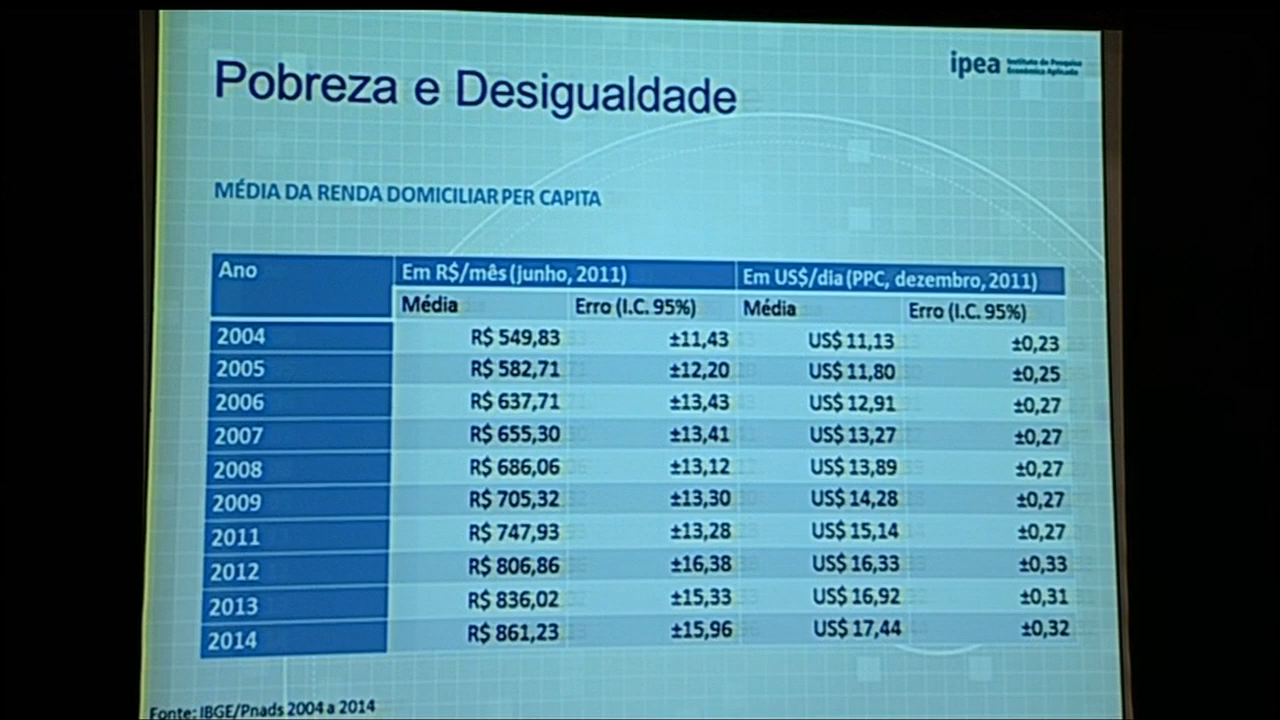 ipea Instituto de Pesquisa
Econômica Aplicada
Pobreza e Desigualdade
MÉDIA DA RENDA DOMICILIAR PER CAPITA
Ano Em R$/mês (junho, 2011) Em US$/dia (PPC, dezembro, 2011)
Média Erro (I.C. 95%) Média Erro (I.C. 95%)
2004 R$ 549,83 ±11,43 US$ 11,13 ±0,23
2005 R$ 582,71 ±12,20 US$ 11,80 ±0,25
2006 R$ 637,71 ±13,43 US$ 12,91 ±0,27
2007 R$ 655,30 ±13,41 US$ 13,27 ±0,27
2008 R$ 686,06 ±13,12 US$ 13,89 ±0,27
2009 R$ 705,32 ±13,30 US$ 14,28 ±0,27
2011 R$ 747,93 ±13,28 US$ 15,14 ±0,27
2012 R$ 806,86 ±16,38 US$ 16,33 ±0,33
2013 R$ 836,02 ±15,33 US$ 16,92 ±0,31
2014 R$ 861,23 ±15,96 US$ 17,44 ±0,32
Fonte: IBGE/Pnads 2004 a 2014